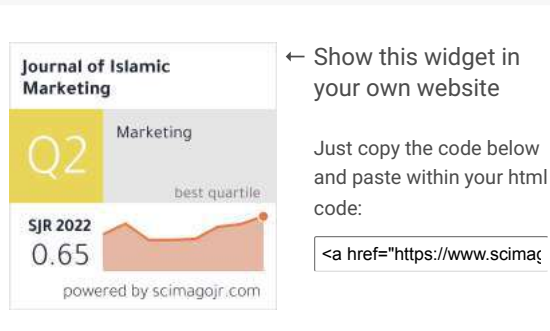 Journal of Islamic
Marketing
Q2
Marketing
best quartile
SJR 2022
0.65
powered by scimagojr.com
← Show this widget in
your own website
Just copy the code below
and paste within your html
code:
<a href="https://www.scimag